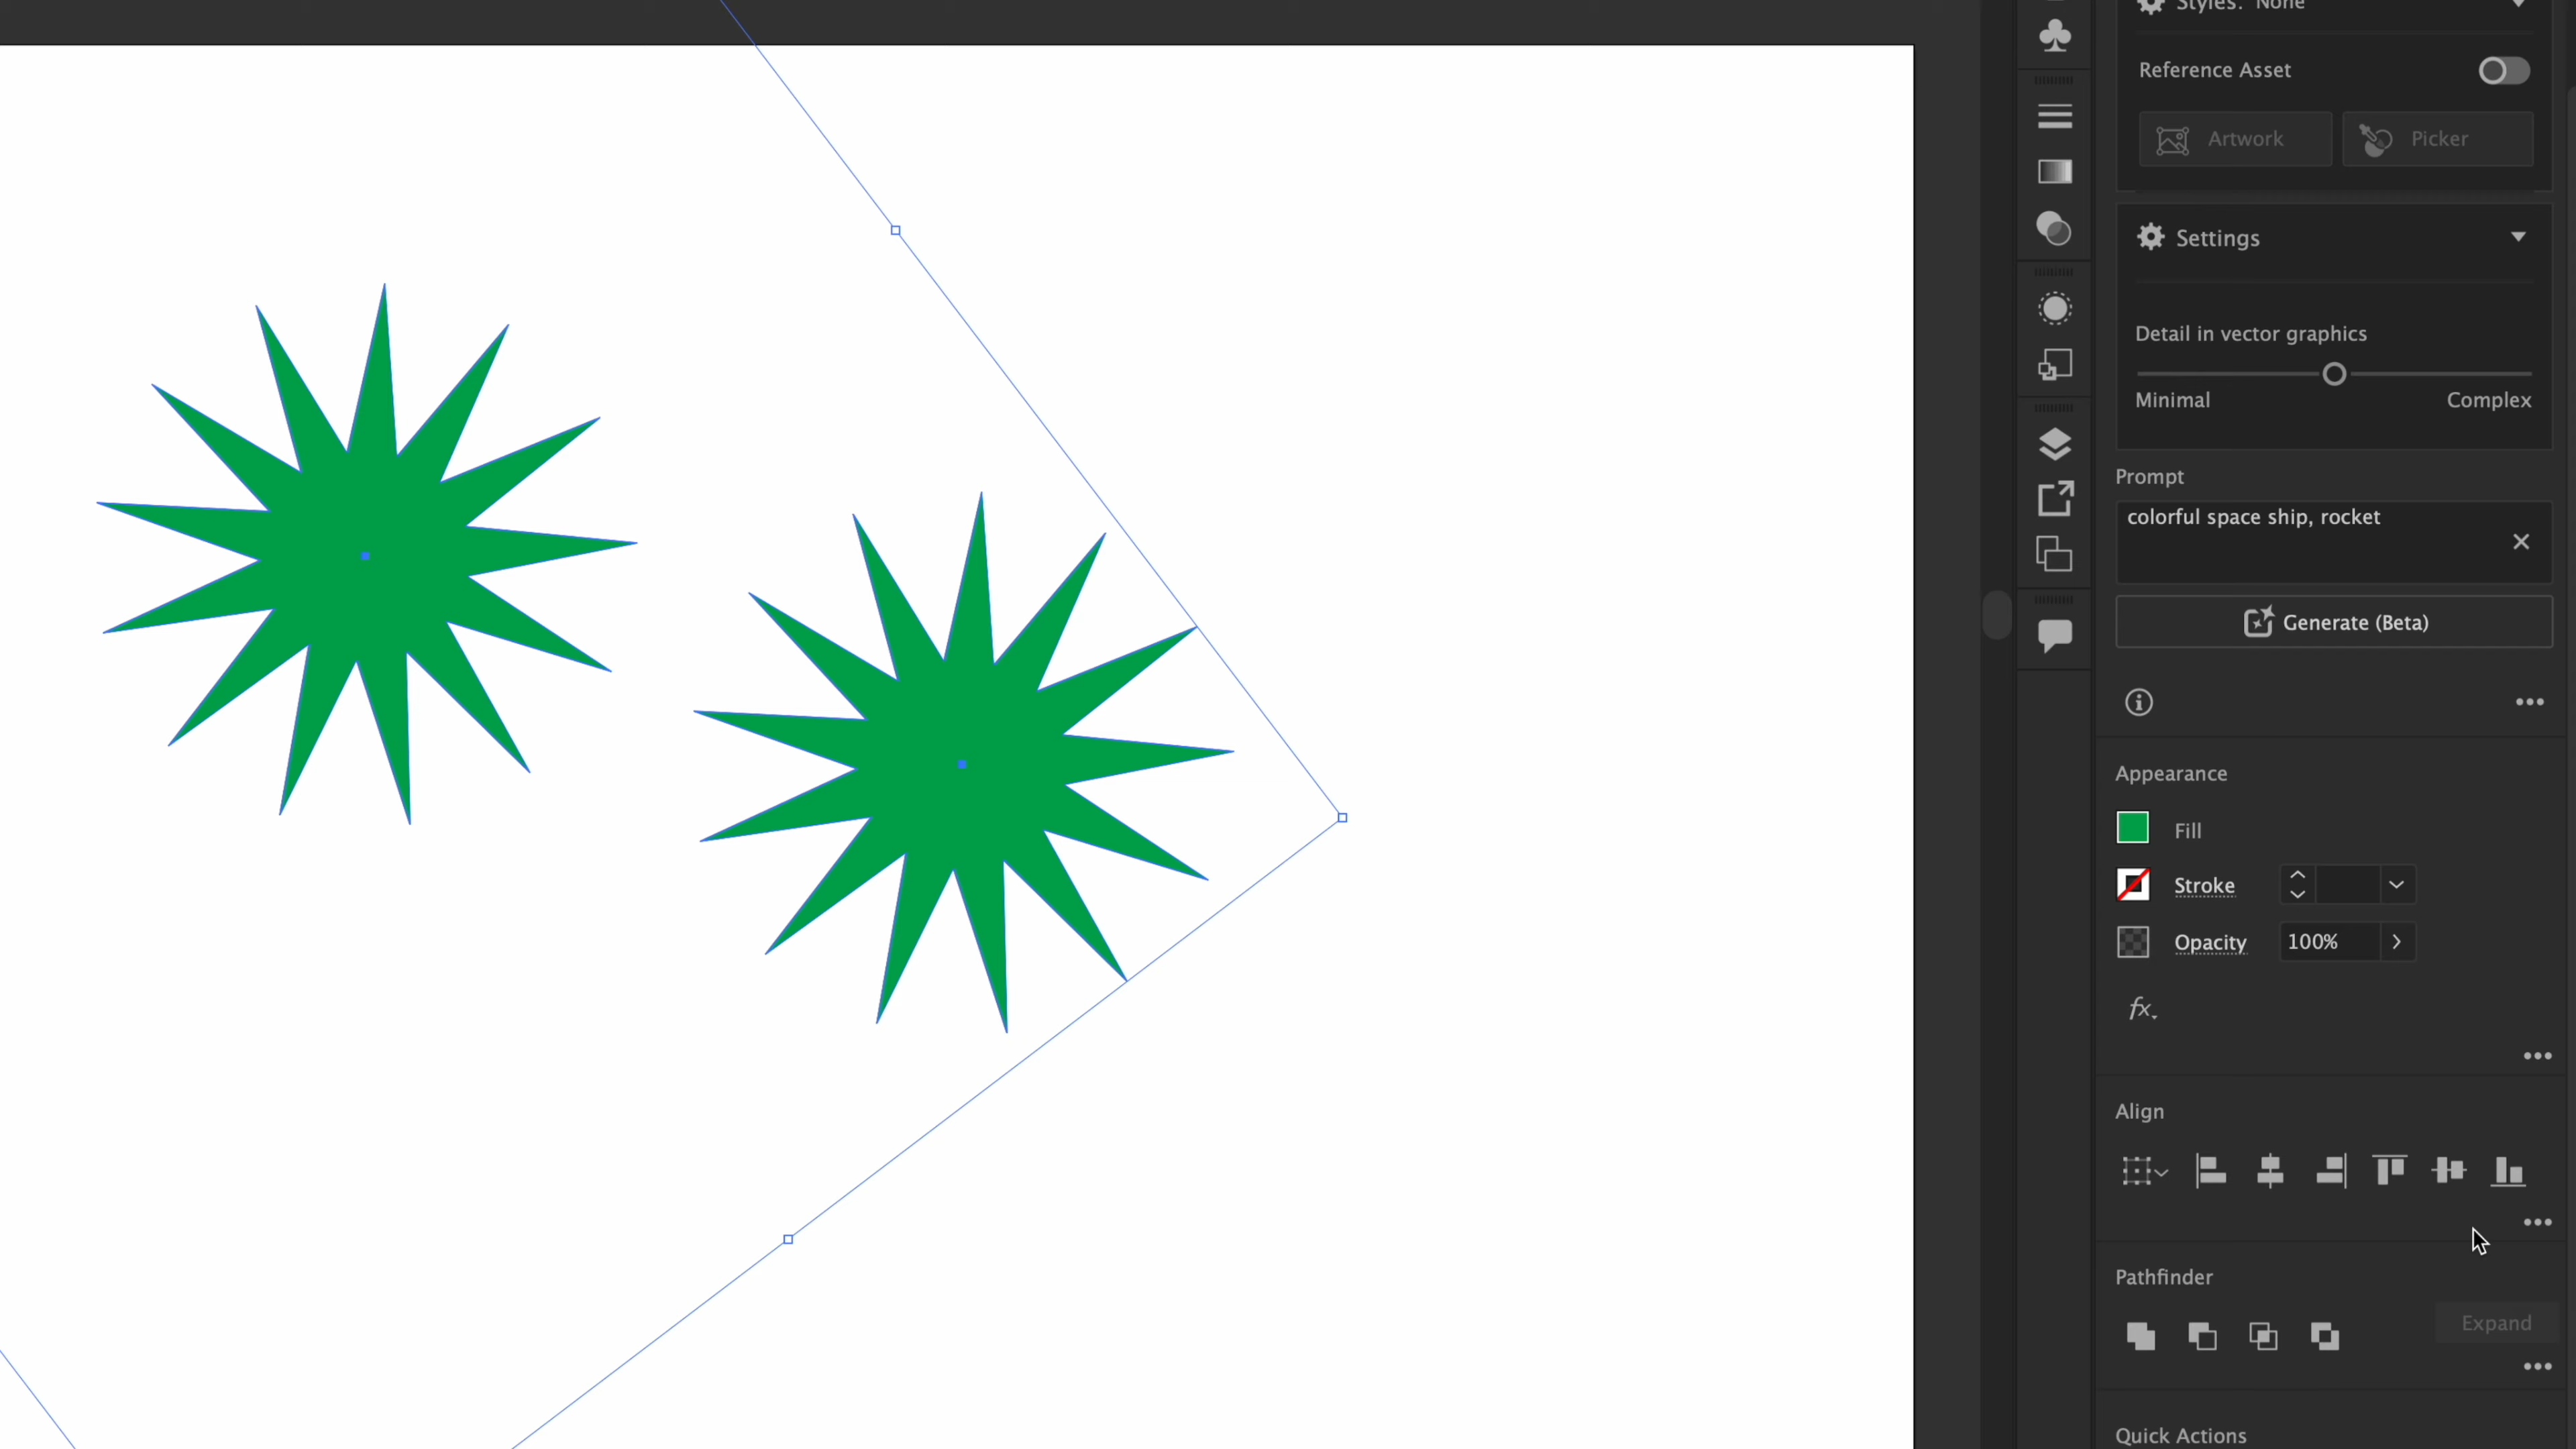 Styles: None
Reference Asset
Artwork
Picker
Settings
Detail in vector graphics
Minimal
Complex
Prompt
colorful space ship, rocket
Generate (Beta)
Appearance
Fill
Stroke
Opacity
100%
fx.
Align
Pathfinder
Expand
Quick Actions